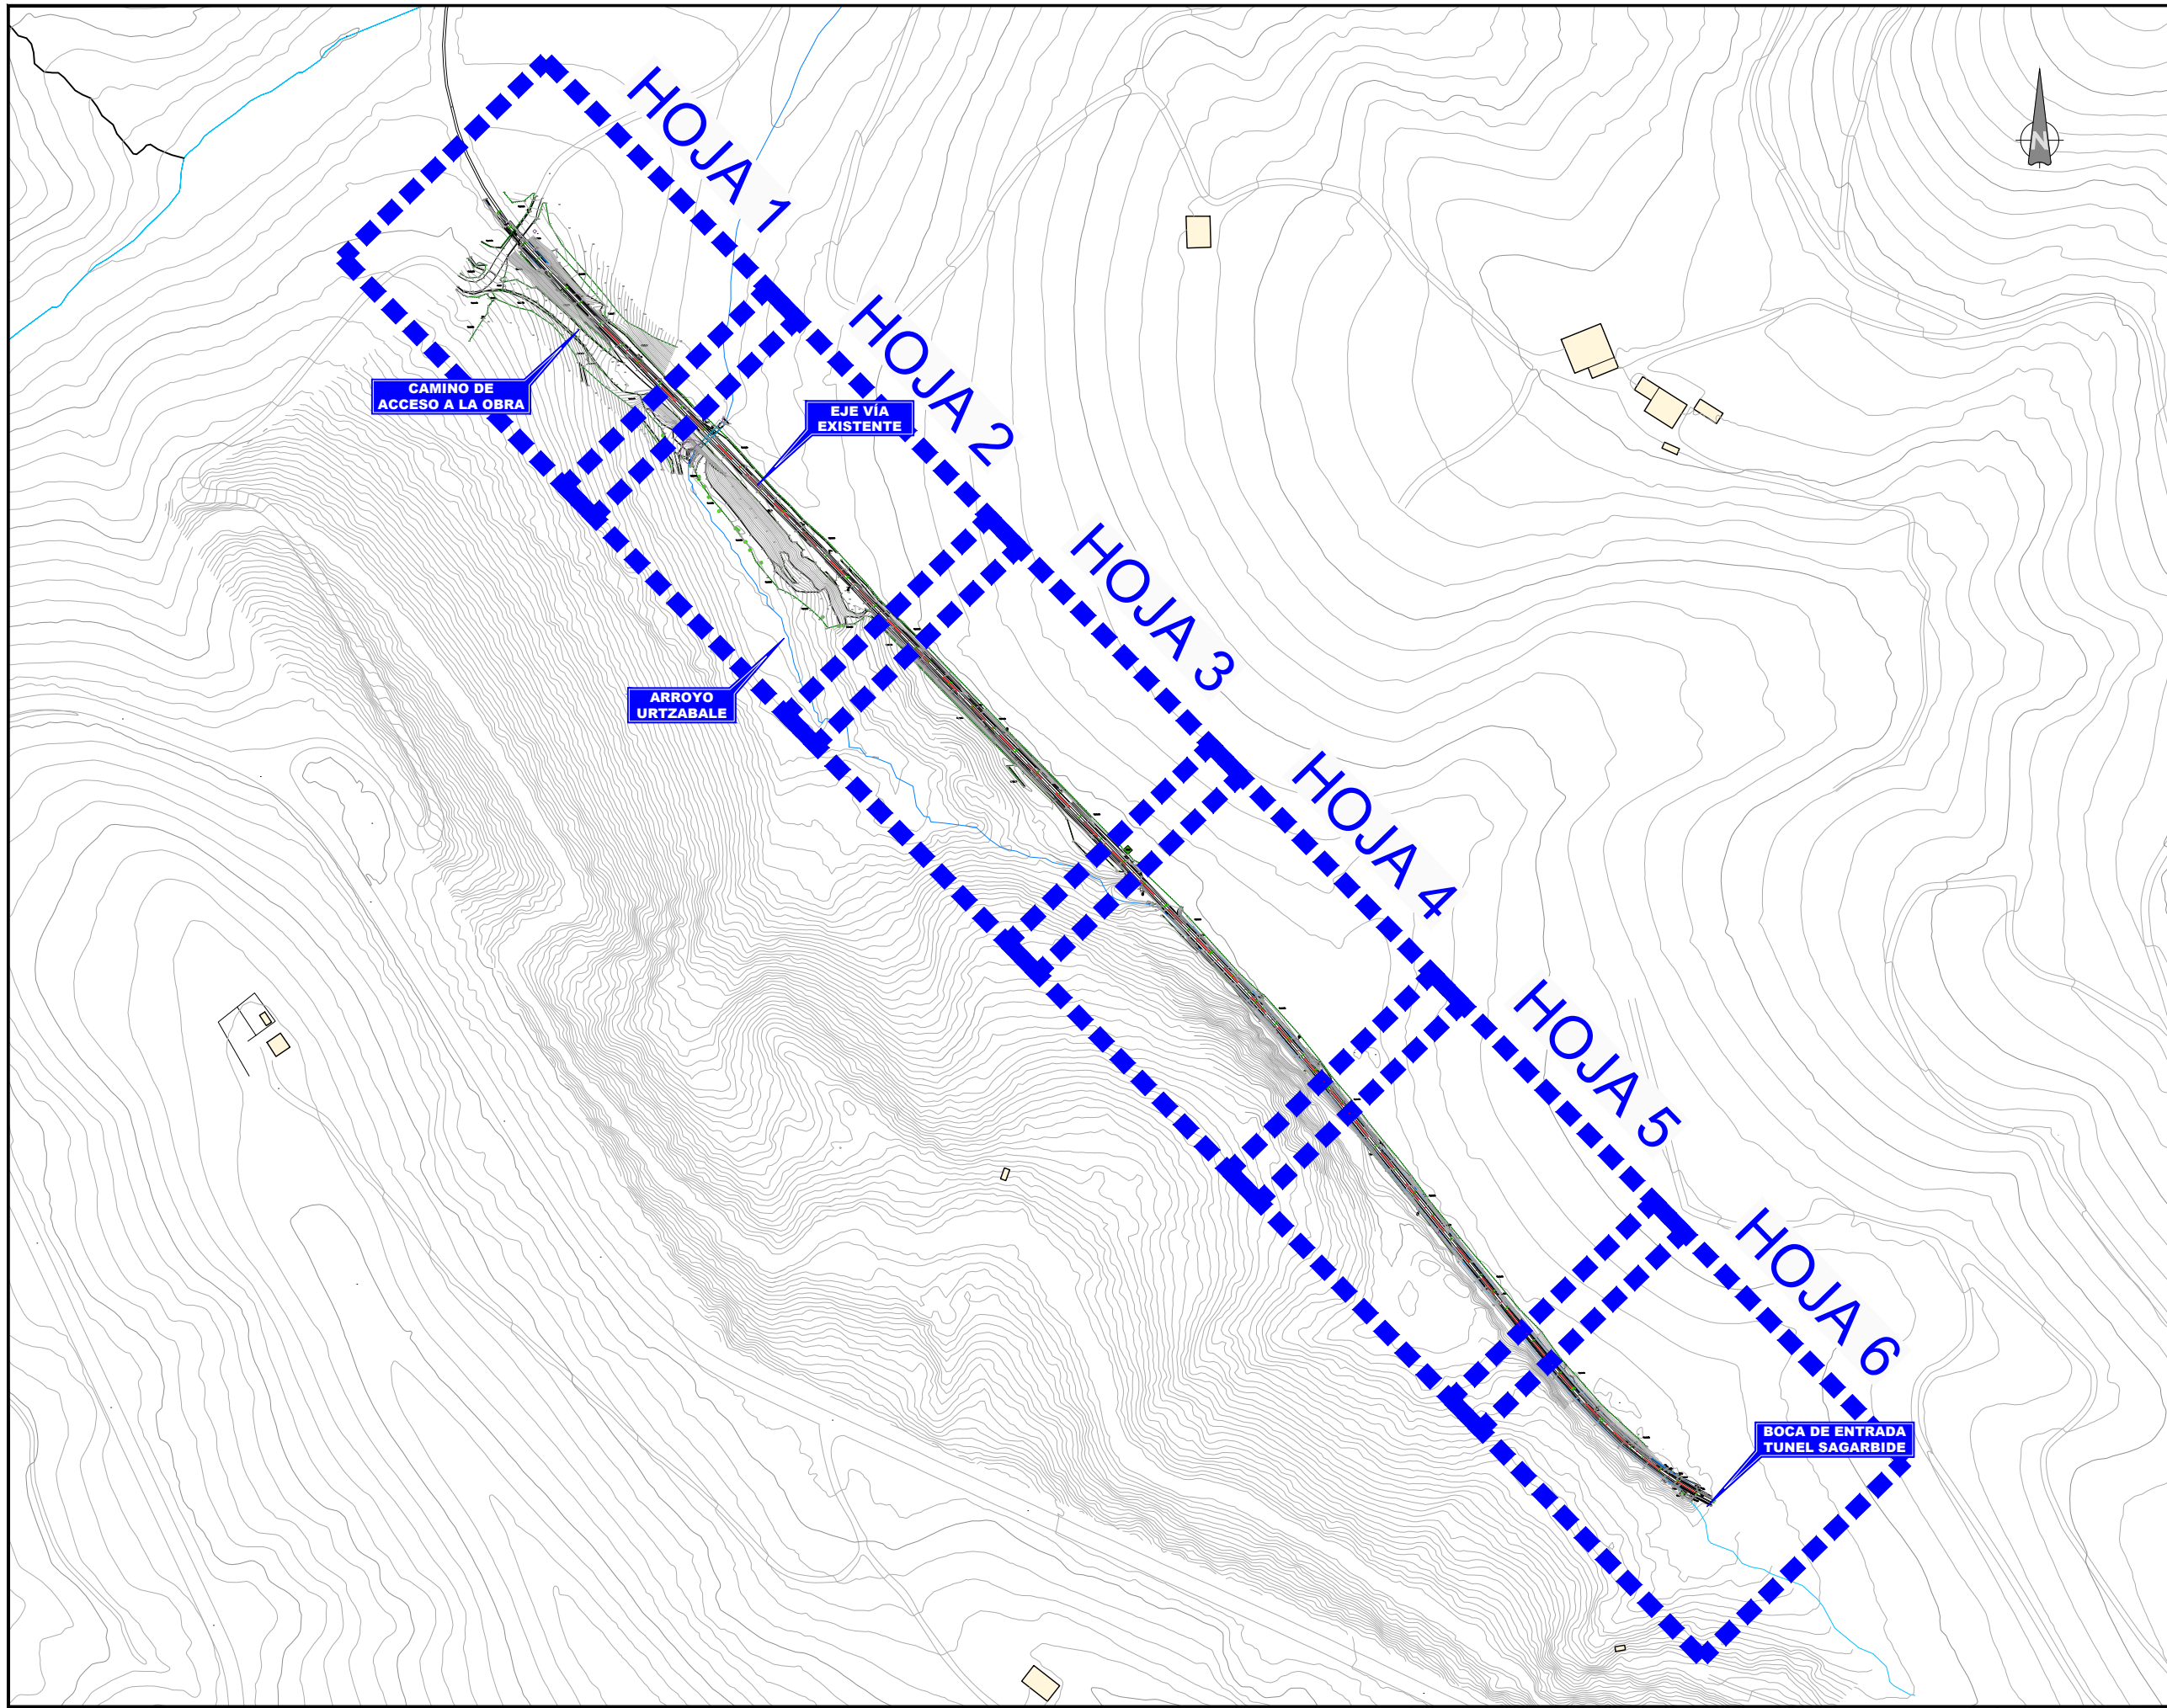 HOJA 1
N
HOJA 2
CAMINO DE
ACCESO A LA OBRA
EJE VÍA
EXISTENTE
HOJA 3
ARROYO
URTZABALE
HOJA 4
HOJA 5
HOJA 6
BOCA DE ENTRADA
TUNEL SAGARBIDE